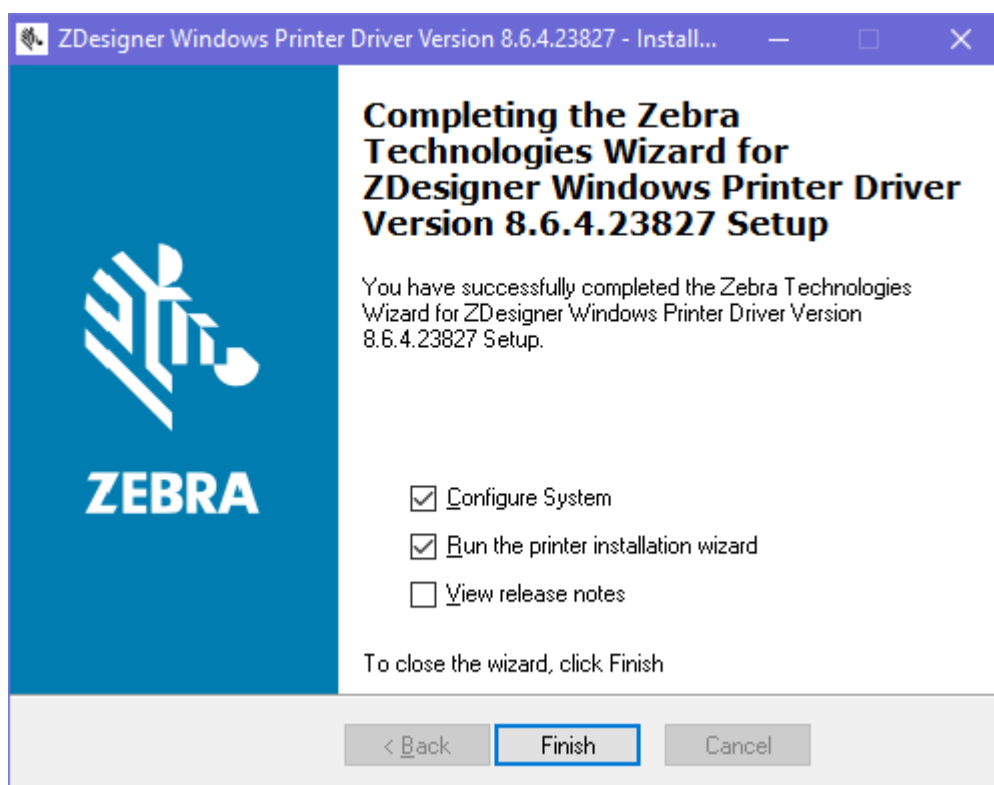 ZDesigner Windows Printer Driver Version 8.6.4.23827 - Install...
Completing the Zebra
Technologies Wizard for
ZDesigner Windows Printer Driver
Version 8.6.4.23827 Setup
You have successfully completed the Zebra Technologies
Wizard for ZDesigner Windows Printer Driver Version
8.6.4.23827 Setup.
ZEBRA
Configure System
Run the printer installation wizard
View release notes
To close the wizard, click Finish
< Back
Finish
Cancel